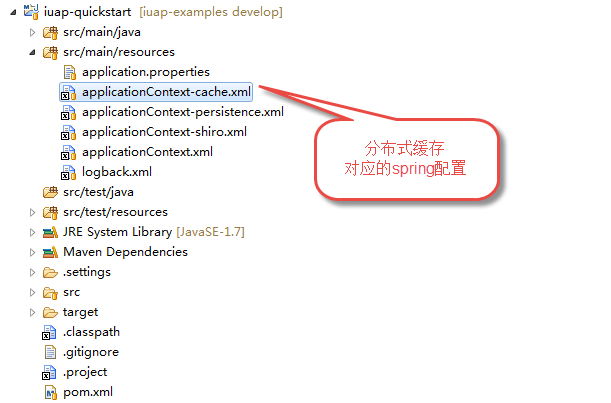 iuap-quickstart [iuap-examples develop]
src/main/java
src/main/resources
application.properties
applicationContext-cache.xml
applicationContext-persistence.xml
applicationContext-shiro.xml
applicationContext.xml
logback.xml
分布式缓存
对应的spring配置
src/test/java
src/test/resources
JRE System Library [JavaSE-1.7]
Maven Dependencies
.settings
src
target
.classpath
.gitignore
.project
pom.xml